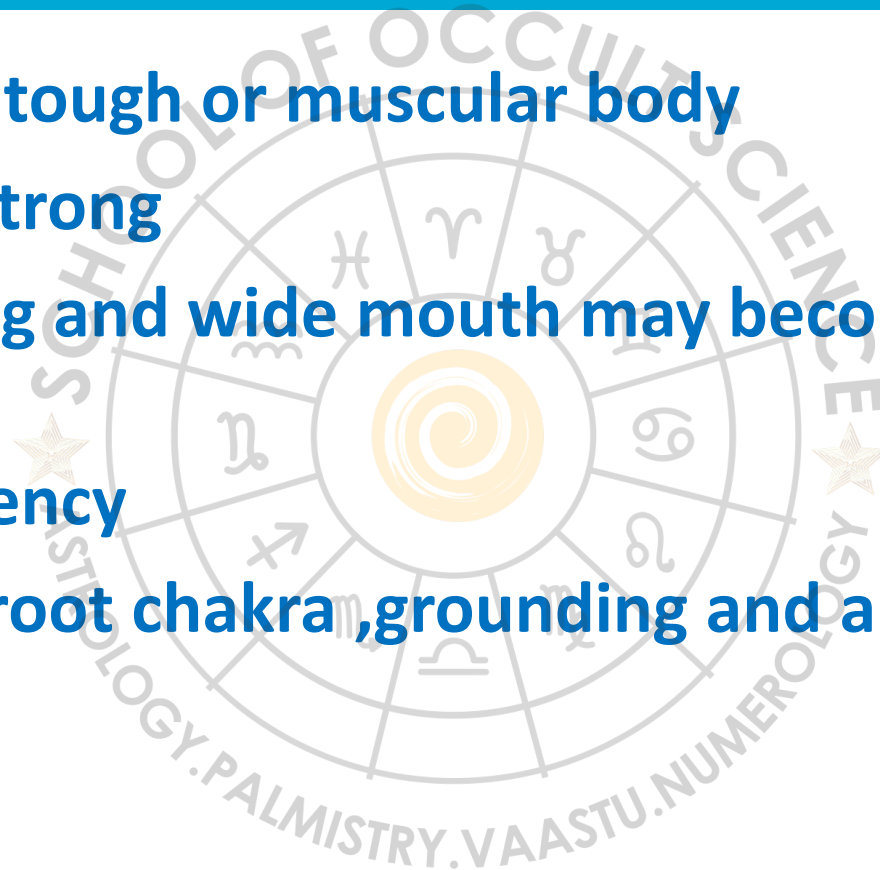 SCHOOL OF OCCULT SCIENCE
tough or muscular body
trong
g and wide mouth may beco
ency
root chakra ,grounding and a
ASTROLOGY.PALMISTRY.VAASTU.NUMEROLOGY